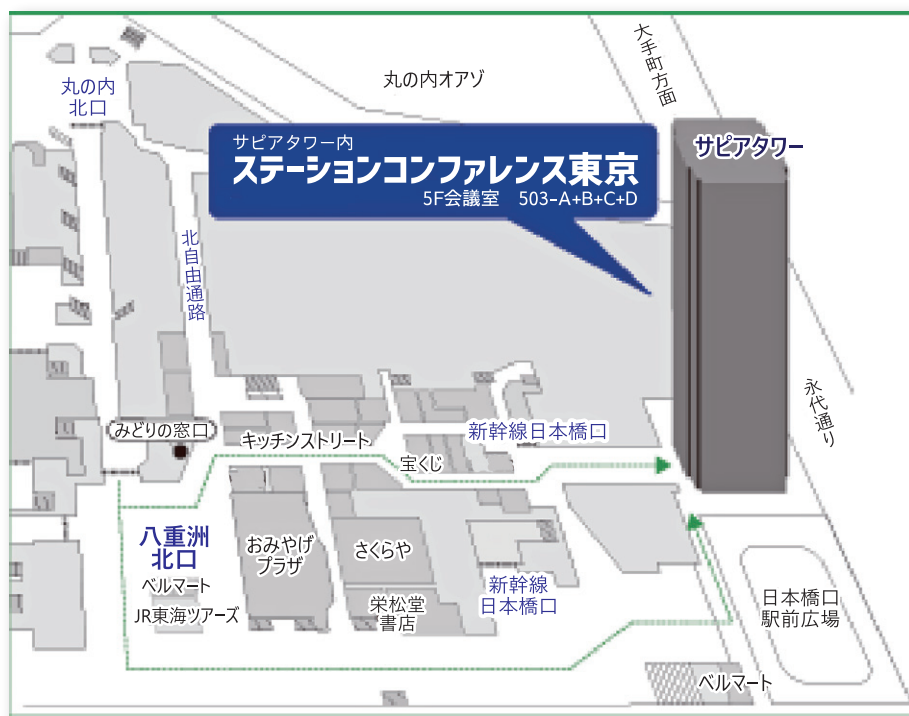 丸の内オアゾ
大手町方面
丸の内
北口
サピアタワー内
ステーションコンファレンス東京
5F会議室 503-A+B+C+D
サピアタワー
北自由通路
永代通り
みどりの窓口
キッチンストリート
新幹線日本橋口
宝くじ
八重洲
北口
ベルマート
JR東海ツアーズ
おみやげ
プラザ
さくらや
栄松堂
書店
新幹線
日本橋口
日本橋口
駅前広場
ベルマート